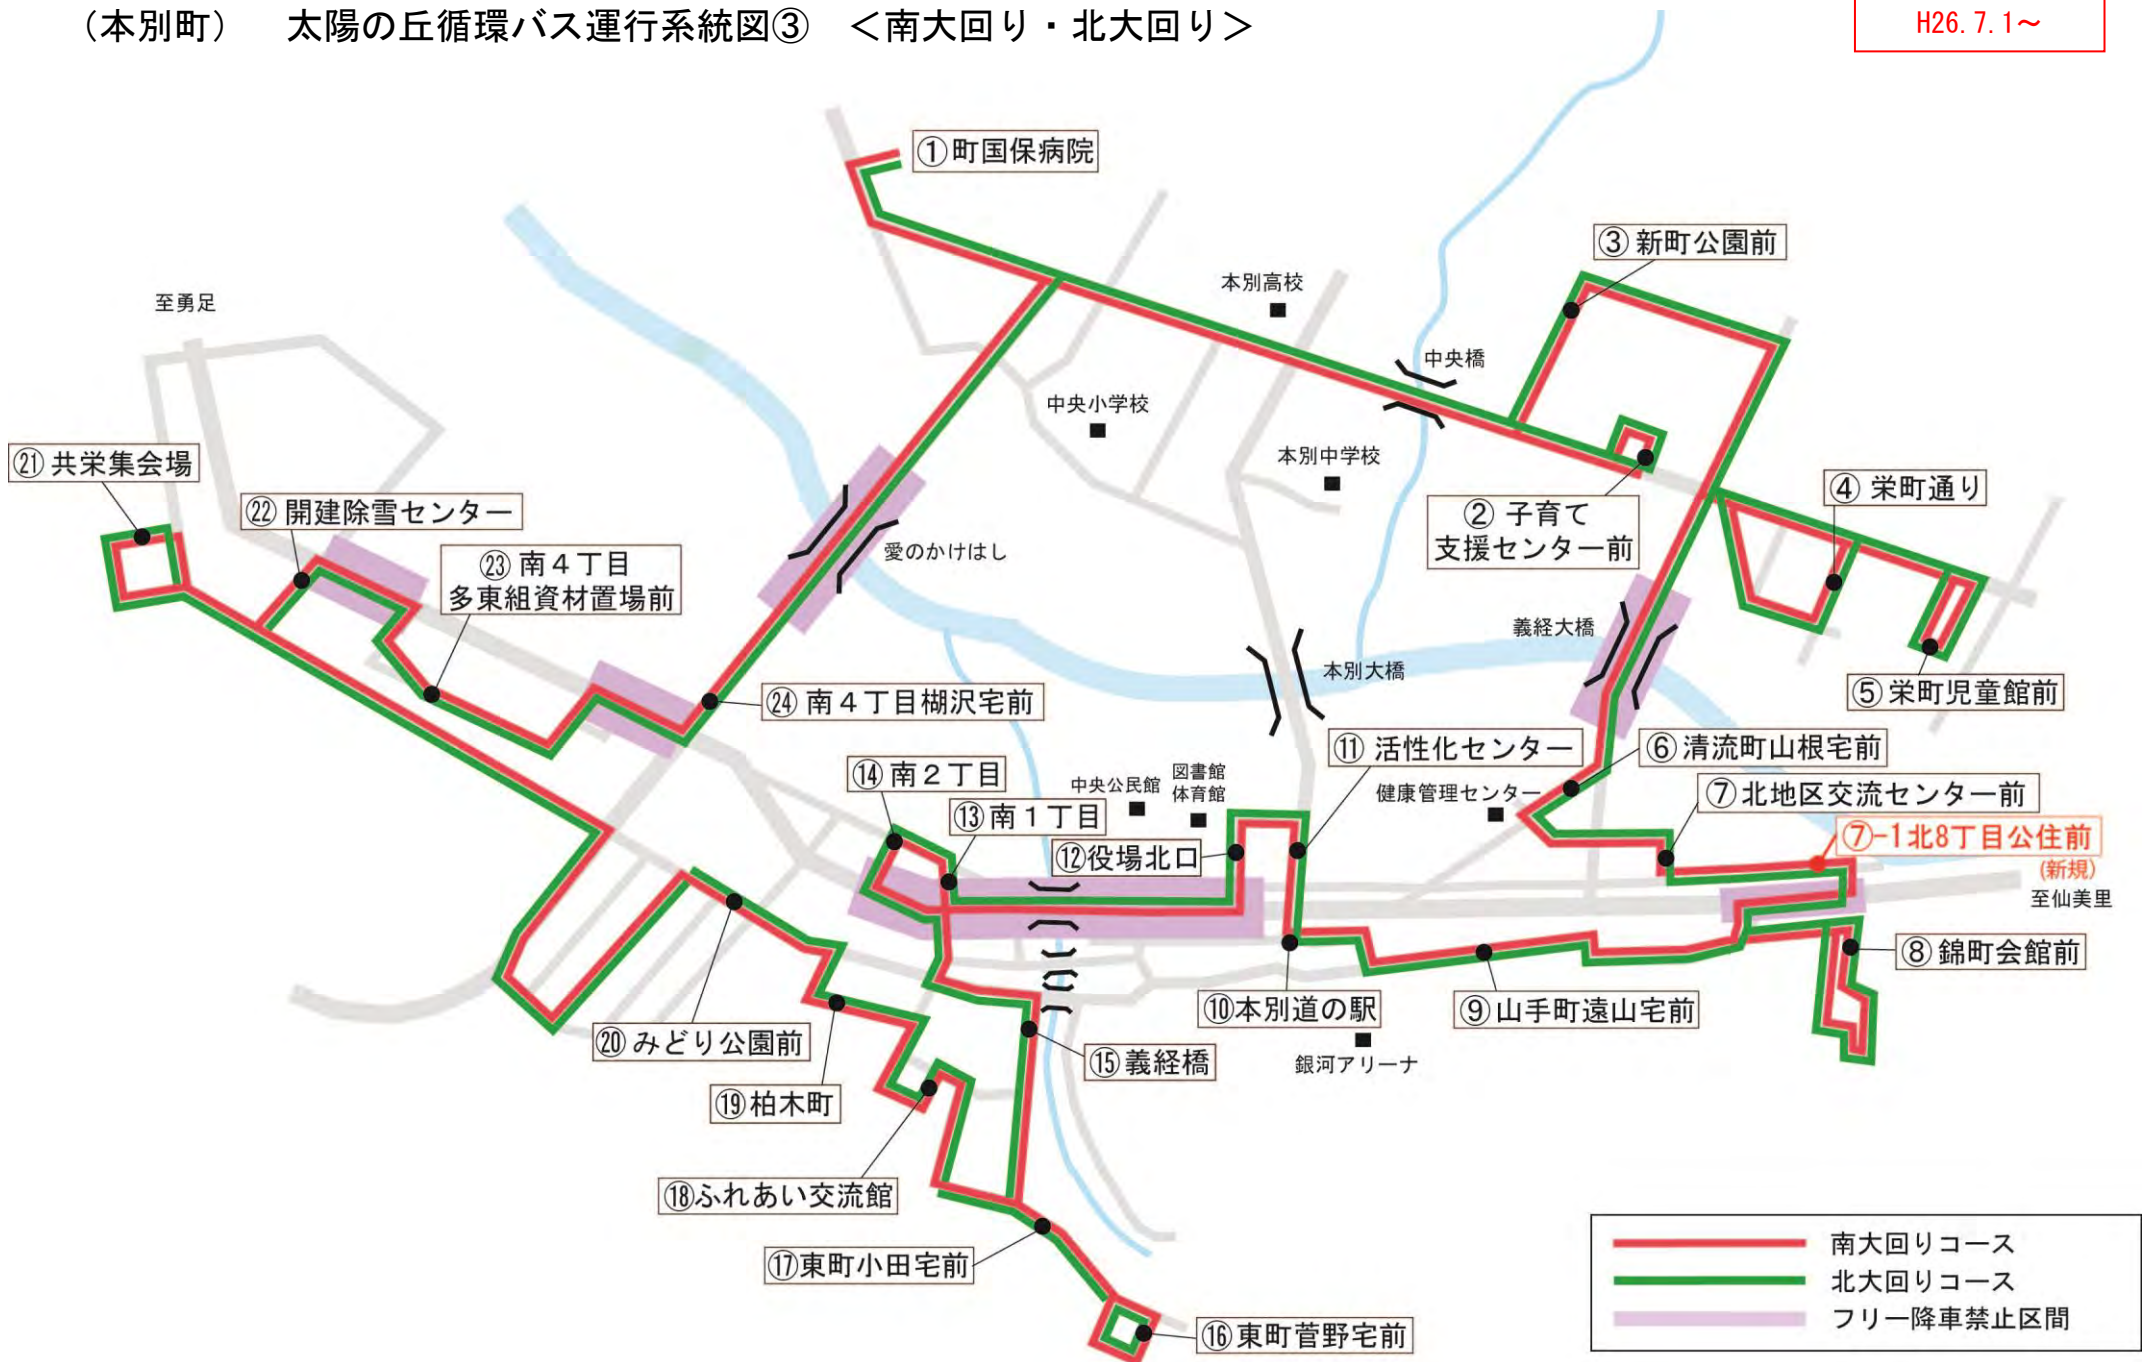 （本別町）　太陽の丘循環バス運行系統図③　＜南大回り・北大回り＞
H26.7.1～
①町国保病院
③新町公園前
本別高校
至勇足
中央橋
中央小学校
本別中学校
㉑共栄集会場
④ 栄町通り
㉒ 開建除雪センター
② 子育て
支援センター前
㉓ 南４丁目
多東組資材置場前
愛のかけはし
義経大橋
本別大橋
⑤栄町児童館前
㉔ 南４丁目楜沢宅前
⑪ 活性化センター
⑥清流町山根宅前
⑭南２丁目
中央公民館
図書館
体育館
健康管理センター
⑦北地区交流センター前
⑬南１丁目
⑦-1北8丁目公住前
(新規)
⑫役場北口
至仙美里
⑧ 錦町会館前
⑩本別道の駅
⑨山手町遠山宅前
⑳みどり公園前
⑮義経橋
銀河アリーナ
⑲柏木町
⑱ふれあい交流館
⑰東町小田宅前
⑯東町菅野宅前
南大回りコース
北大回りコース
フリー降車禁止区間